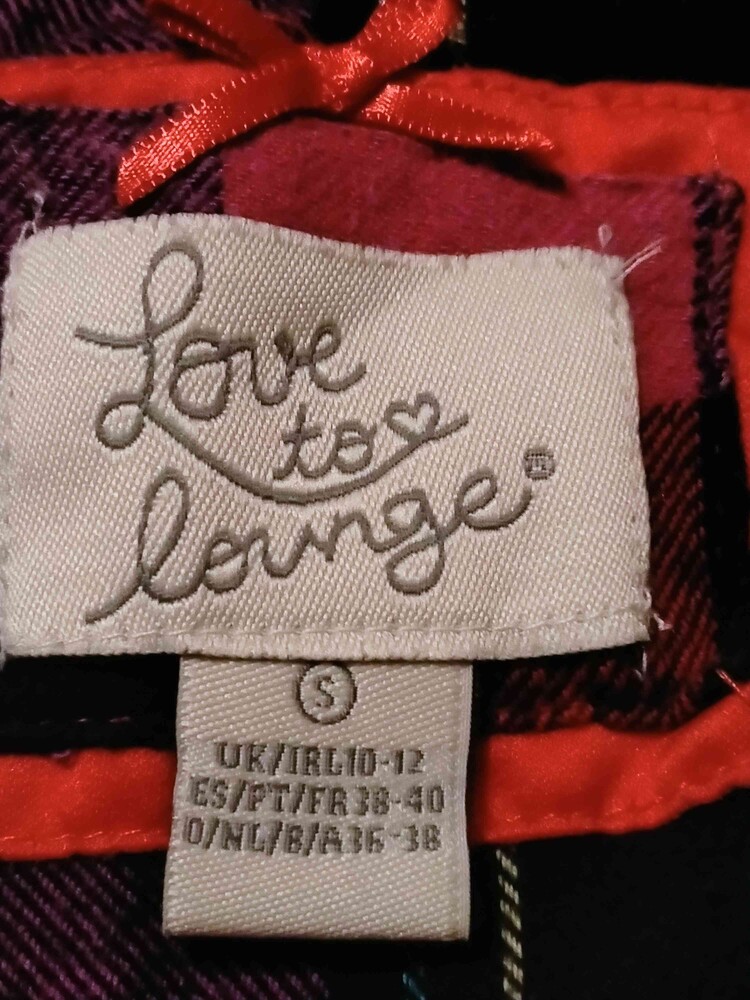 Love
to
lounge®
S
UK/IRL10-12
ES/PT/FR38-40
D/NL/B/A36-38